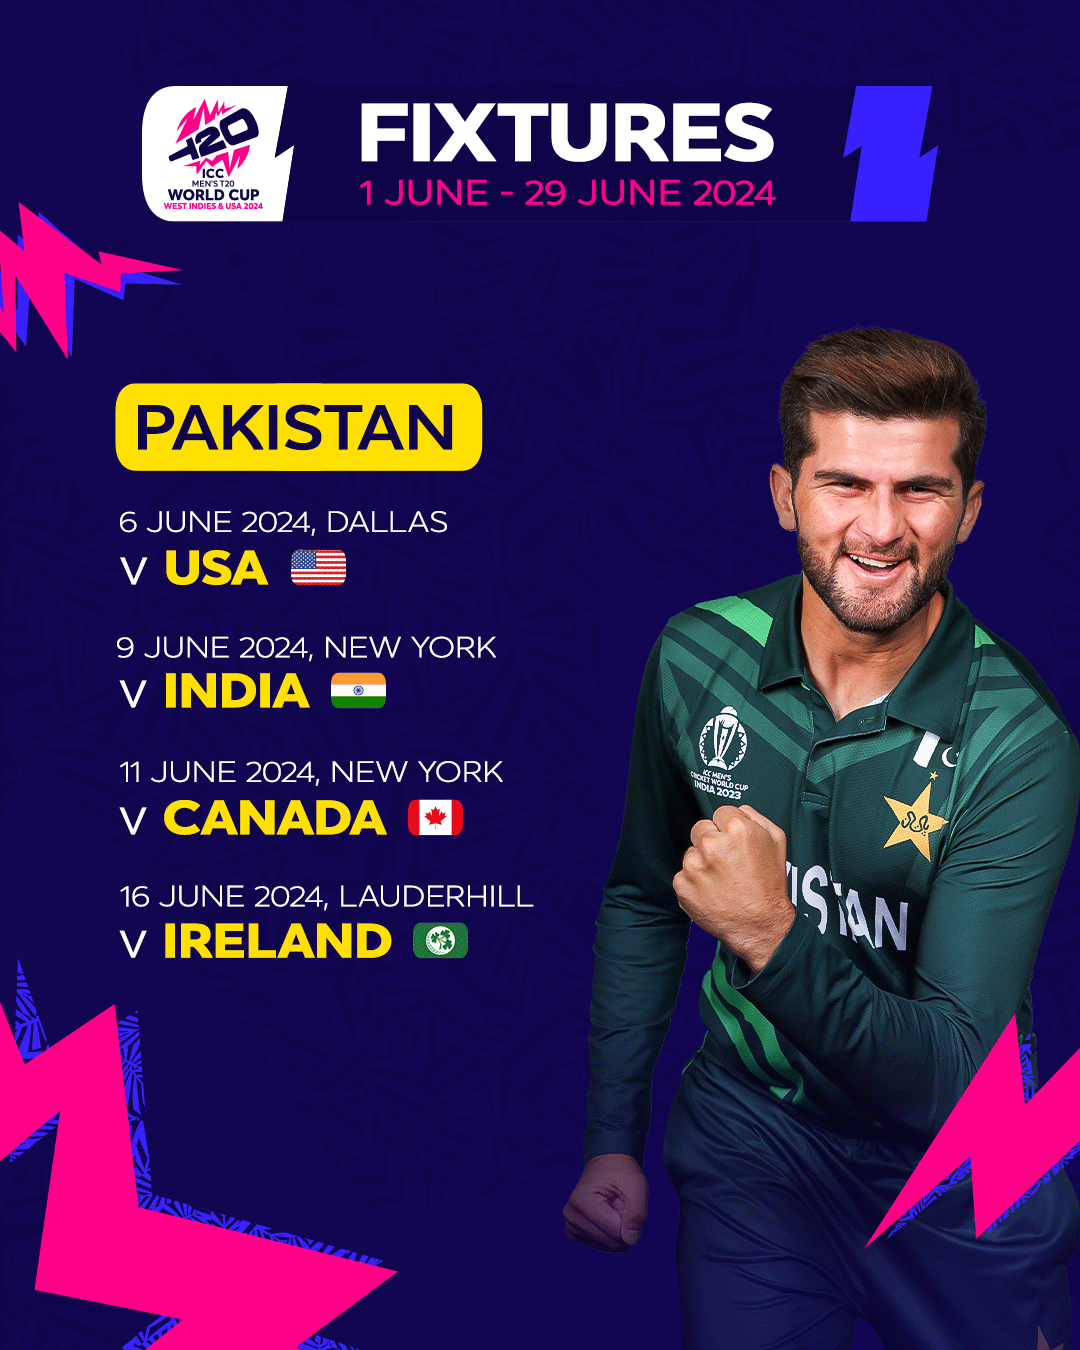 T20
ICC
MEN'S T20
WORLD CUP
WEST INDIES & USA 2024
FIXTURES
1 JUNE - 29 JUNE 2024
PAKISTAN
6 JUNE 2024, DALLAS
V USA
9 JUNE 2024, NEW YORK
V INDIA
11 JUNE 2024, NEW YORK
V CANADA
16 JUNE 2024, LAUDERHILL
V IRELAND
ICC MEN'S
CRICKET WORLD CUP
INDIA 2023